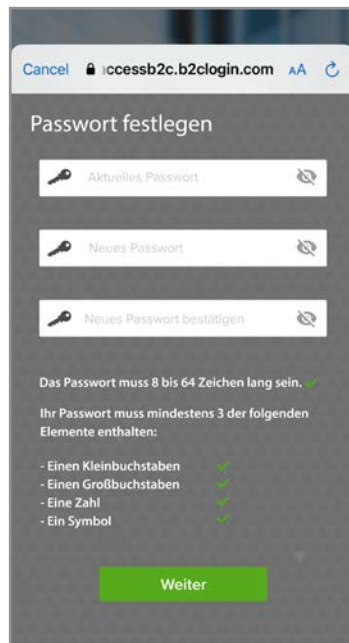 Cancel ccessb2c.b2clogin.com AA
Passwort festlegen
Aktuelles Passwort
Neues Passwort
Neues Passwort bestätigen
Das Passwort muss 8 bis 64 Zeichen lang sein.
Ihr Passwort muss mindestens 3 der folgenden
Elemente enthalten:
- Einen Kleinbuchstaben
- Einen Großbuchstaben
- Eine Zahl
- Ein Symbol
Weiter